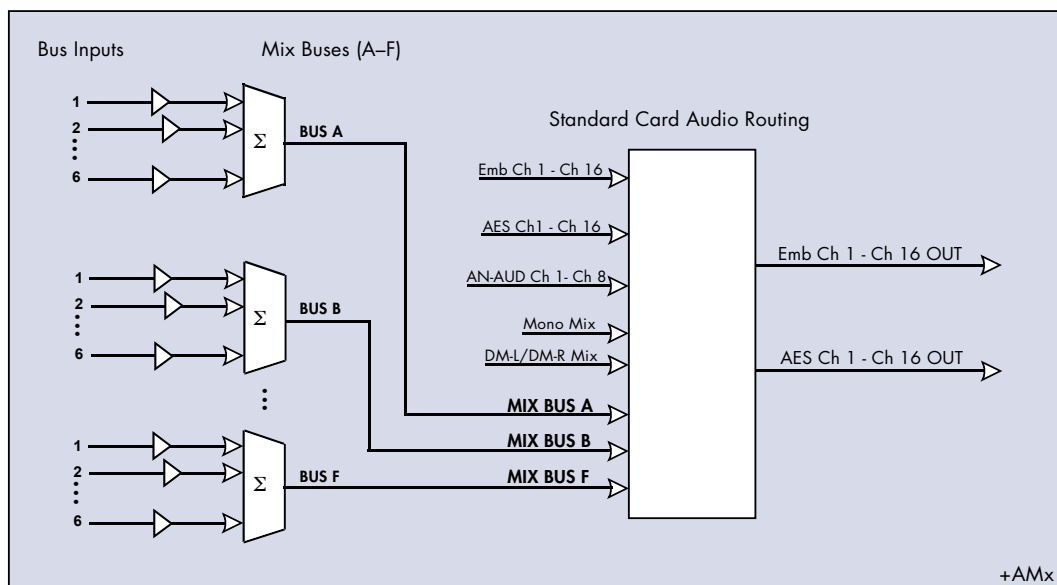 Bus Inputs
Mix Buses (A–F)
1
2
6
Σ
BUS A
1
2
6
Σ
BUS B
1
2
6
Σ
BUS F
Standard Card Audio Routing
Emb Ch 1 - Ch 16
AES Ch1 - Ch 16
AN-AUD Ch 1- Ch 8
Mono Mix
DM-L/DM-R Mix
MIX BUS A
MIX BUS B
MIX BUS F
Emb Ch 1 - Ch 16 OUT
AES Ch 1 - Ch 16 OUT
+AMx